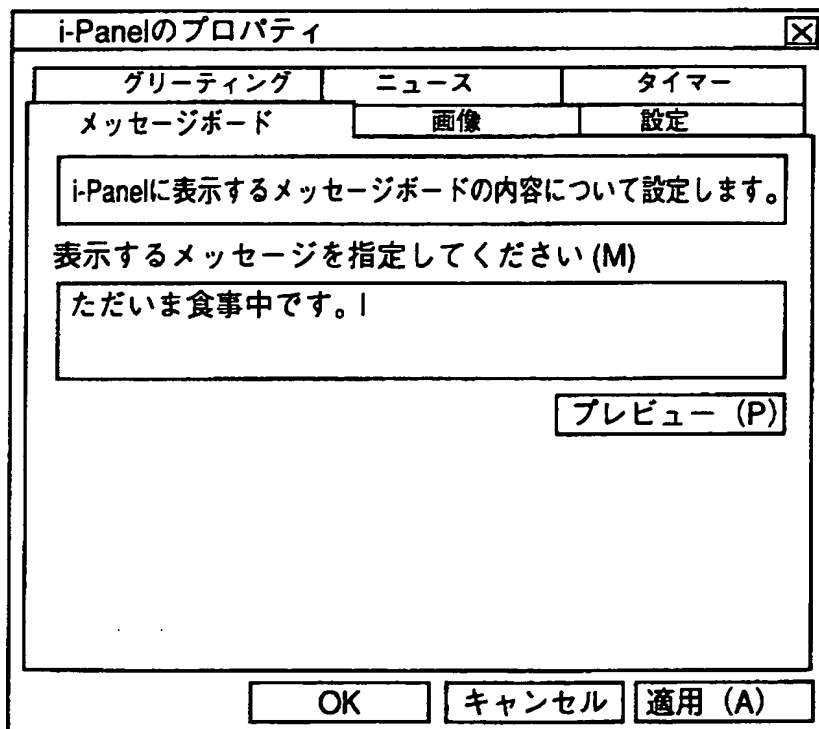 i-Panelのプロパティ
グリーティング ニュース タイマー
メッセージボード 画像 設定
i-Panelに表示するメッセージボードの内容について設定します。
表示するメッセージを指定してください (M)
ただいま食事中です。|
プレビュー (P)
OK キャンセル 適用 (A)